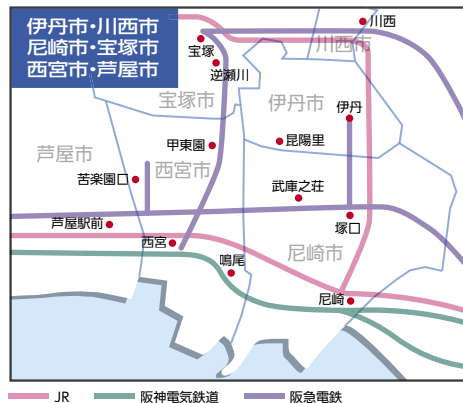 伊丹市・川西市
尼崎市・宝塚市
西宮市・芦屋市
川西
川西市
宝塚
逆瀬川
宝塚市
伊丹市
伊丹
甲東園
昆陽里
芦屋市
西宮市
苦楽園口
武庫之荘
芦屋駅前
塚口
西宮
尼崎市
鳴尾
尼崎
JR
阪神電気鉄道
阪急電鉄